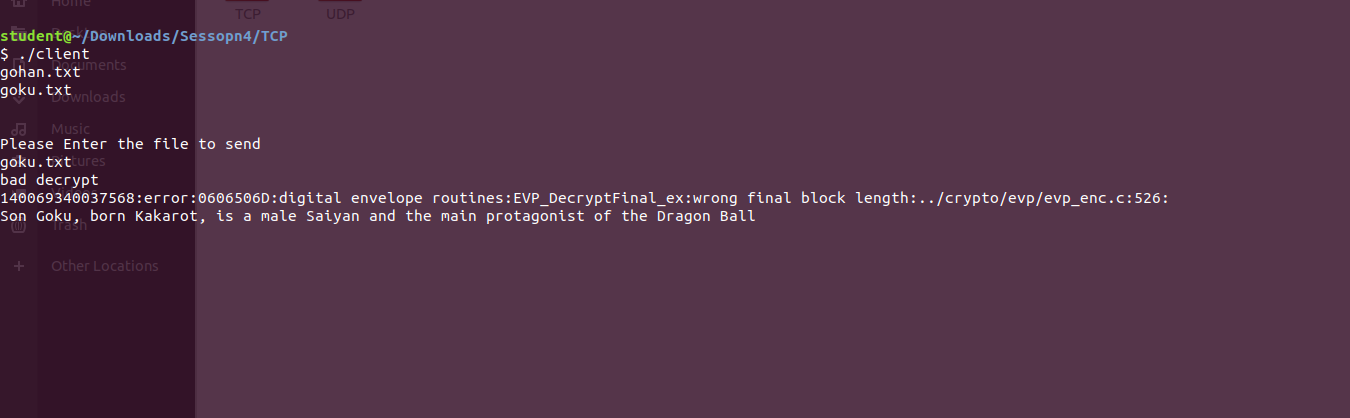 Home
TCP UDP
student@~/Downloads/Sessopn4/TCP
$ ./client
Documents
gohan.txt
goku.txt
Downloads
Music
Please Enter the file to send
goku.txt
bad decrypt
140069340037568:error:0606506D:digital envelope routines:EVP_DecryptFinal_ex:wrong final block length:../crypto/evp/evp_enc.c:526:
Son Goku, born Kakarot, is a male Saiyan and the main protagonist of the Dragon Ball
Trash
+ Other Locations